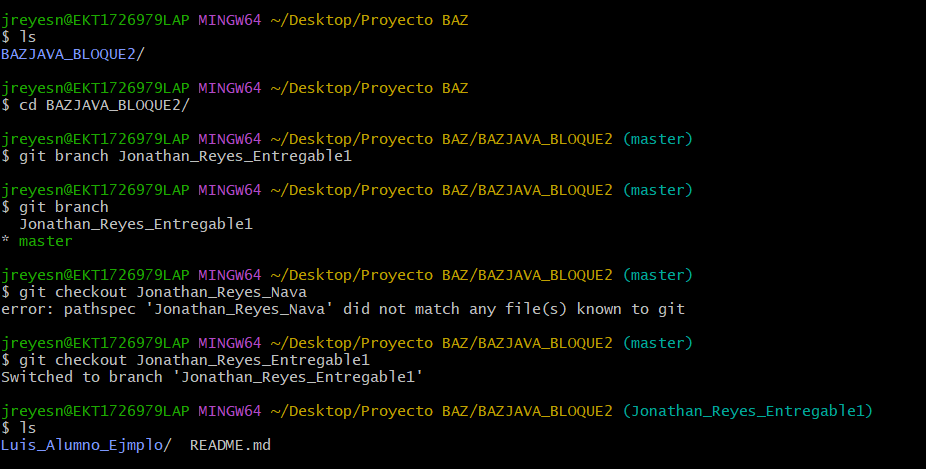 jreyesn@EKT1726979LAP MINGW64 ~/Desktop/Proyecto BAZ
$ ls
BAZJAVA_BLOQUE2/
jreyesn@EKT1726979LAP MINGW64 ~/Desktop/Proyecto BAZ
$ cd BAZJAVA_BLOQUE2/
jreyesn@EKT1726979LAP MINGW64 ~/Desktop/Proyecto BAZ/BAZJAVA_BLOQUE2 (master)
$ git branch Jonathan_Reyes_Entregable1
jreyesn@EKT1726979LAP MINGW64 ~/Desktop/Proyecto BAZ/BAZJAVA_BLOQUE2 (master)
$ git branch
  Jonathan_Reyes_Entregable1
* master
jreyesn@EKT1726979LAP MINGW64 ~/Desktop/Proyecto BAZ/BAZJAVA_BLOQUE2 (master)
$ git checkout Jonathan_Reyes_Nava
error: pathspec 'Jonathan_Reyes_Nava' did not match any file(s) known to git
jreyesn@EKT1726979LAP MINGW64 ~/Desktop/Proyecto BAZ/BAZJAVA_BLOQUE2 (master)
$ git checkout Jonathan_Reyes_Entregable1
Switched to branch 'Jonathan_Reyes_Entregable1'
jreyesn@EKT1726979LAP MINGW64 ~/Desktop/Proyecto BAZ/BAZJAVA_BLOQUE2 (Jonathan_Reyes_Entregable1)
$ ls
Luis_Alumno_Ejmplo/  README.md